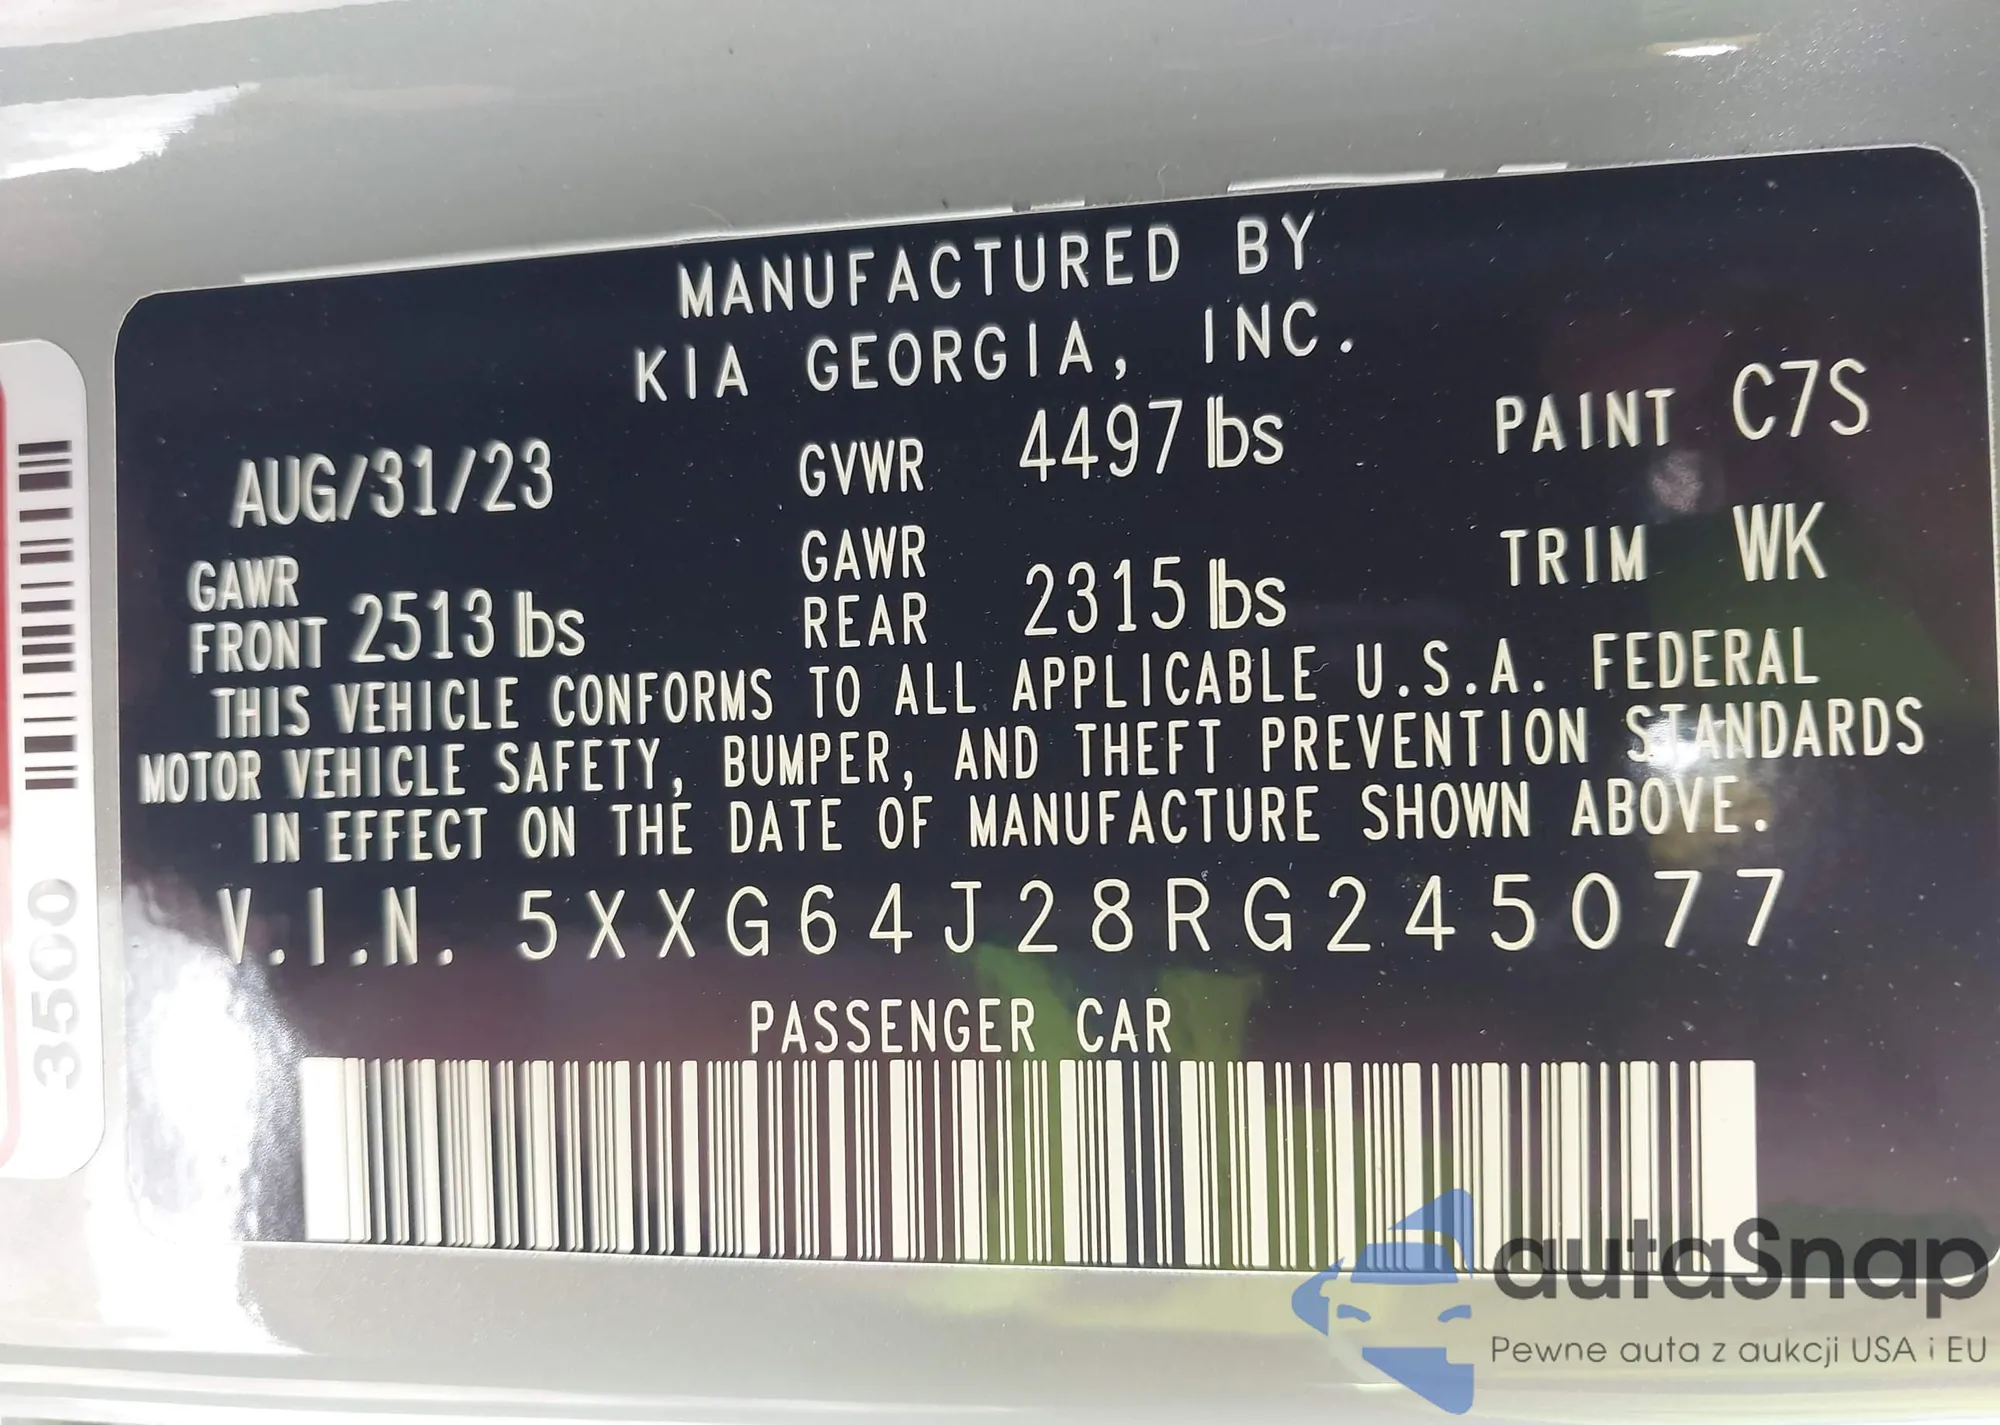 MANUFACTURED BY
KIA GEORGIA, INC.
AUG/31/23 GVWR 4497 lbs PAINT C7S
GAWR FRONT 2513 lbs GAWR REAR 2315 lbs TRIM WK
THIS VEHICLE CONFORMS TO ALL APPLICABLE U.S.A. FEDERAL
MOTOR VEHICLE SAFETY, BUMPER, AND THEFT PREVENTION STANDARDS
IN EFFECT ON THE DATE OF MANUFACTURE SHOWN ABOVE.
V.I.N. 5XXG64J28RG245077
PASSENGER CAR
3500
autaSnap
Pewne auta z aukcji USA i EU